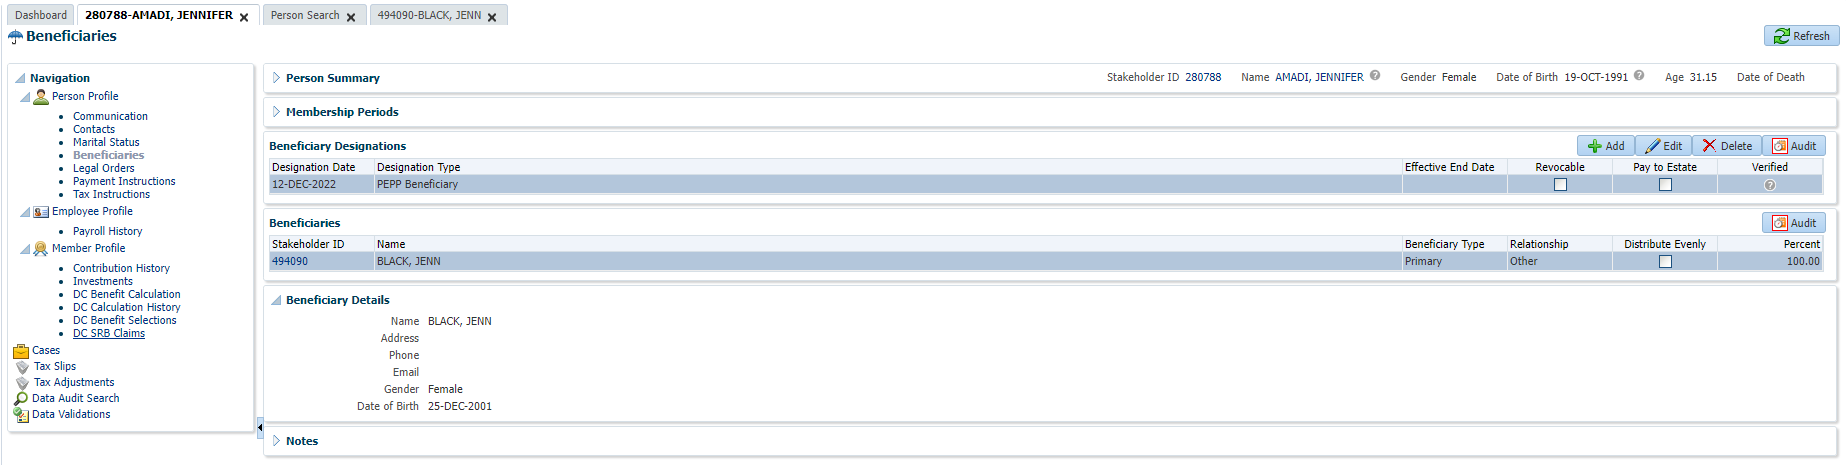 Dashboard 280788-AMADI, JENNIFER Person Search 494090-BLACK, JENN
Beneficiaries
Refresh
Navigation
Person Profile
Communication
Contacts
Marital Status
Beneficiaries
Legal Orders
Payment Instructions
Tax Instructions
Employee Profile
Payroll History
Member Profile
Contribution History
Investments
DC Benefit Calculation
DC Calculation History
DC Benefit Selections
DC SRB Claims
Cases
Tax Slips
Tax Adjustments
Data Audit Search
Data Validations
Person Summary Stakeholder ID 280788 Name AMADI, JENNIFER Gender Female Date of Birth 19-OCT-1991 Age 31.15 Date of Death
Membership Periods
Beneficiary Designations Add Edit Delete Audit
Designation Date Designation Type Effective End Date Revocable Pay to Estate Verified
12-DEC-2022 PEPP Beneficiary
Beneficiaries Audit
Stakeholder ID Name Beneficiary Type Relationship Distribute Evenly Percent
494090 BLACK, JENN Primary Other 100.00
Beneficiary Details
Name BLACK, JENN
Address
Phone
Email
Gender Female
Date of Birth 25-DEC-2001
Notes